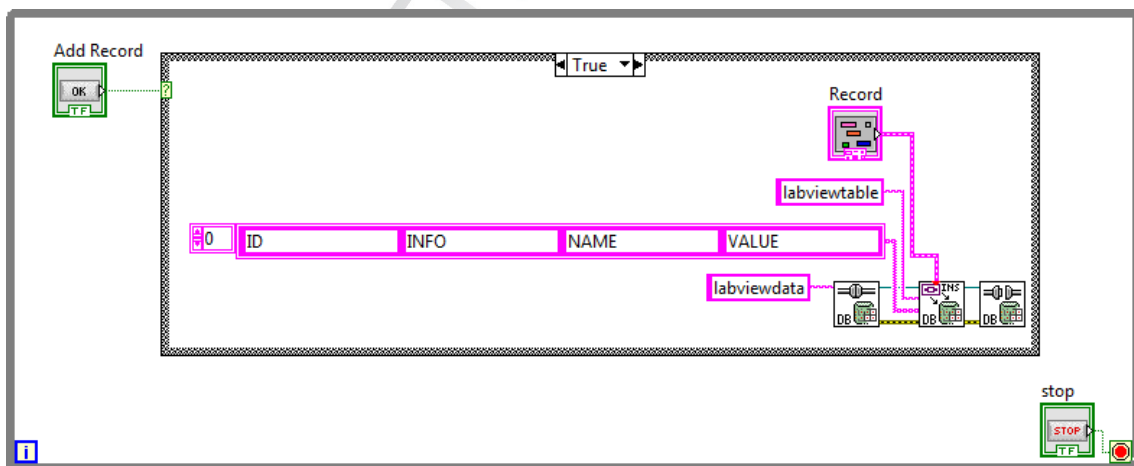 Add Record
OK
TF
?
True
Record
labviewtable
0 ID INFO NAME VALUE
labviewdata
DB
INS
DB
DB
stop
STOP
TF
i